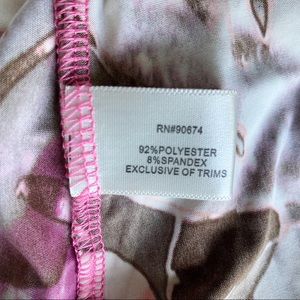 RN#90674
92%POLYESTER
8%SPANDEX
EXCLUSIVE OF TRIMS